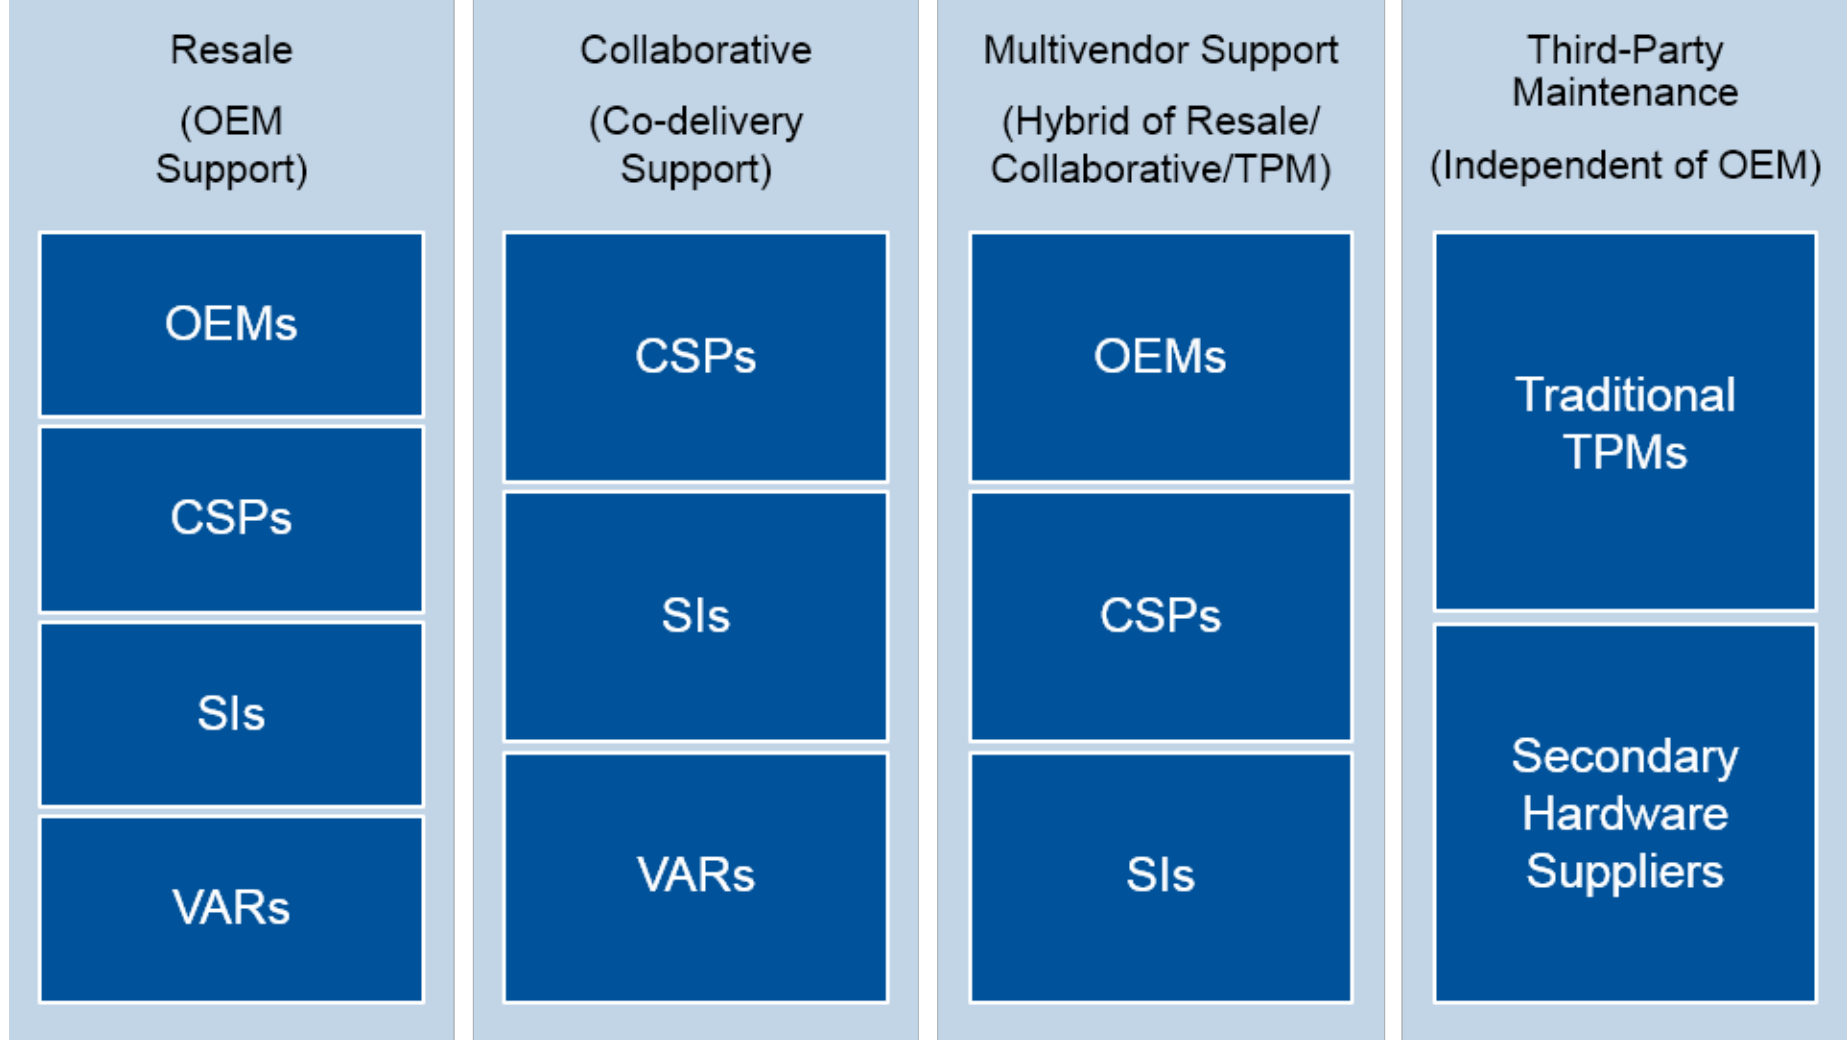 Resale
(OEM
Support)
OEMs
CSPs
SIs
VARs
Collaborative
(Co-delivery
Support)
CSPs
SIs
VARs
Multivendor Support
(Hybrid of Resale/
Collaborative/TPM)
OEMs
CSPs
SIs
Third-Party
Maintenance
(Independent of OEM)
Traditional
TPMs
Secondary
Hardware
Suppliers